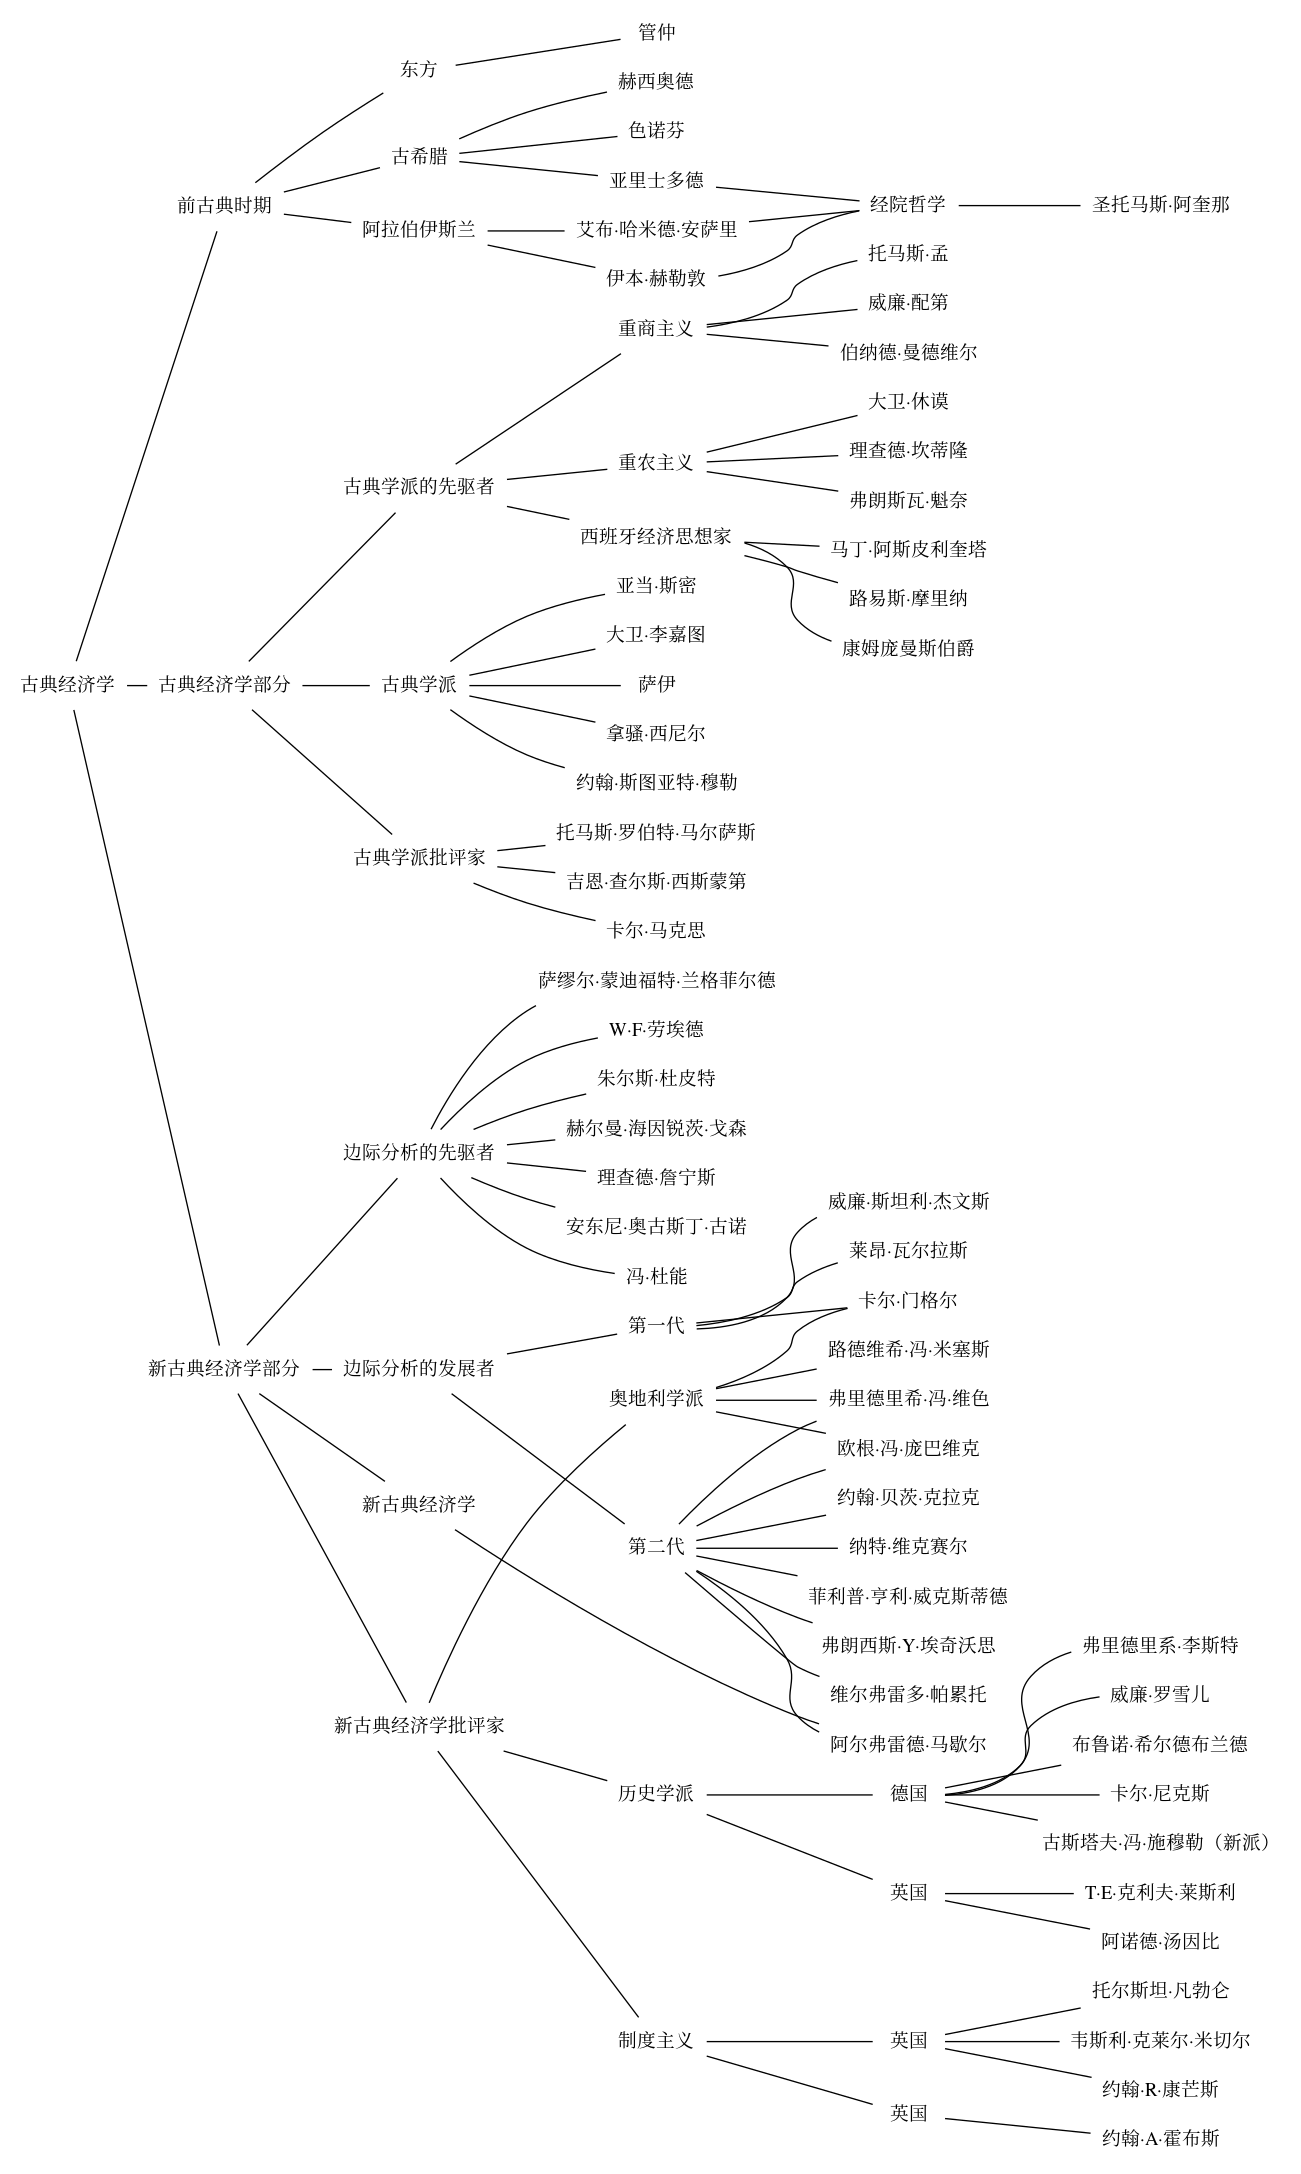 管仲
东方
赫西奥德
色诺芬
古希腊
亚里士多德
前古典时期
经院哲学
圣托马斯·阿奎那
阿拉伯伊斯兰
艾布·哈米德·安萨里
托马斯·孟
伊本·赫勒敦
威廉·配第
重商主义
伯纳德·曼德维尔
大卫·休谟
理查德·坎蒂隆
重农主义
古典学派的先驱者
弗朗斯瓦·魁奈
西班牙经济思想家
马丁·阿斯皮利奎塔
亚当·斯密
路易斯·摩里纳
大卫·李嘉图
康姆庞曼斯伯爵
古典经济学
古典经济学部分
古典学派
萨伊
拿骚·西尼尔
约翰·斯图亚特·穆勒
托马斯·罗伯特·马尔萨斯
古典学派批评家
吉恩·查尔斯·西斯蒙第
卡尔·马克思
萨缪尔·蒙迪福特·兰格菲尔德
W·F·劳埃德
朱尔斯·杜皮特
赫尔曼·海因锐茨·戈森
边际分析的先驱者
理查德·詹宁斯
威廉·斯坦利·杰文斯
安东尼·奥古斯丁·古诺
莱昂·瓦尔拉斯
冯·杜能
卡尔·门格尔
第一代
路德维希·冯·米塞斯
新古典经济学部分
边际分析的发展者
奥地利学派
弗里德里希·冯·维色
欧根·冯·庞巴维克
约翰·贝茨·克拉克
新古典经济学
第二代
纳特·维克赛尔
菲利普·亨利·威克斯蒂德
弗朗西斯·Y·埃奇沃思
弗里德里系·李斯特
维尔弗雷多·帕累托
威廉·罗雪儿
新古典经济学批评家
阿尔弗雷德·马歇尔
布鲁诺·希尔德布兰德
历史学派
德国
卡尔·尼克斯
古斯塔夫·冯·施穆勒（新派）
英国
T·E·克利夫·莱斯利
阿诺德·汤因比
托尔斯坦·凡勃仑
制度主义
英国
韦斯利·克莱尔·米切尔
约翰·R·康芒斯
英国
约翰·A·霍布斯